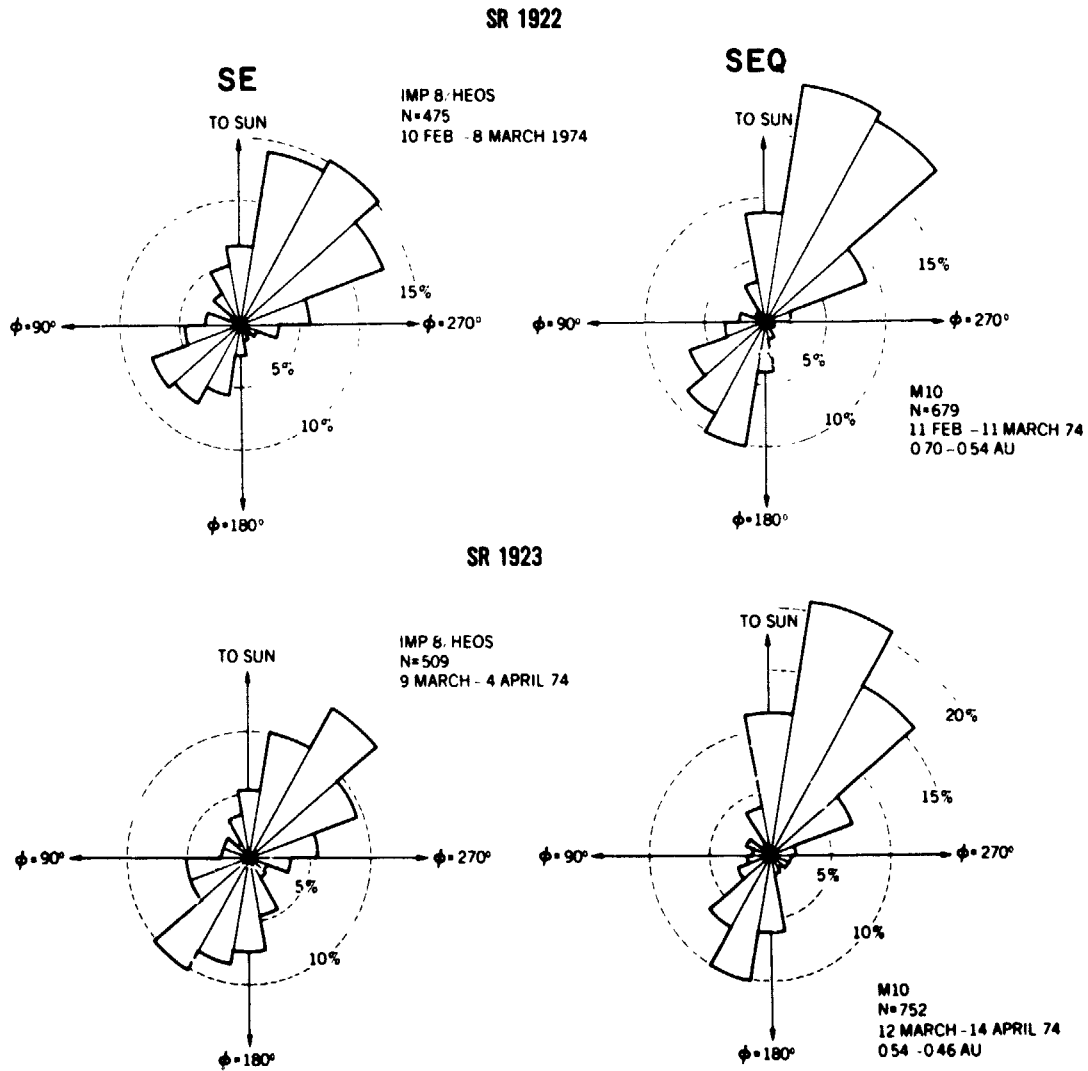 SR 1922
SE
SEQ
IMP 8/HEOS
N=475
10 FEB - 8 MARCH 1974
TO SUN
TO SUN
15%
15%
φ=90°
φ=270°
φ=90°
φ=270°
5%
5%
10%
10%
M10
N=679
11 FEB - 11 MARCH 74
0.70 - 0.54 AU
φ=180°
φ=180°
SR 1923
IMP 8/HEOS
N=509
9 MARCH - 4 APRIL 74
TO SUN
TO SUN
20%
15%
φ=90°
φ=270°
φ=90°
φ=270°
5%
5%
10%
10%
M10
N=752
12 MARCH - 14 APRIL 74
0.54 - 0.46 AU
φ=180°
φ=180°